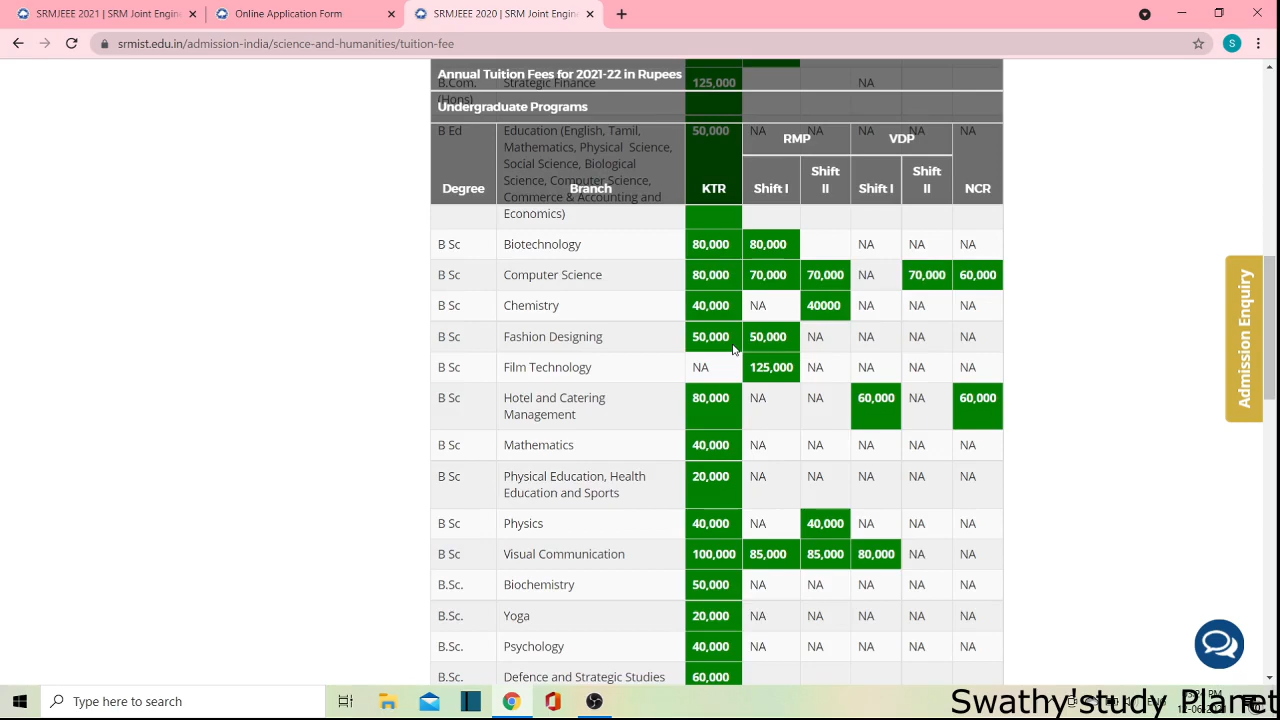 SRMJEEE 2021 | SRM Joint Engin
Online Application Form
SRMJEEE 2020 | SRM Joint Engin
srmist.edu.in/admission-india/science-and-humanities/tuition-fee
S
Annual Tuition Fees for 2021-22 in Rupees
B.Com. (Hons) Strategic Finance 125,000 NA
Undergraduate Programs
B Ed Education (English, Tamil, 50,000 NA NA NA NA NA
Mathematics, Physical Science,
Social Science, Biological
Science, Computer Science,
Commerce & Accounting and
Economics)
RMP VDP
Degree Branch KTR Shift I Shift II Shift I Shift II NCR
B Sc Biotechnology 80,000 80,000 NA NA NA
B Sc Computer Science 80,000 70,000 70,000 NA 70,000 60,000
B Sc Chemistry 40,000 NA 40000 NA NA NA
B Sc Fashion Designing 50,000 50,000 NA NA NA NA
B Sc Film Technology NA 125,000 NA NA NA NA
B Sc Hotel and Catering 80,000 NA NA 60,000 NA 60,000
Management
B Sc Mathematics 40,000 NA NA NA NA NA
B Sc Physical Education, Health 20,000 NA NA NA NA NA
Education and Sports
B Sc Physics 40,000 NA 40,000 NA NA NA
B Sc Visual Communication 100,000 85,000 85,000 80,000 NA NA
B.Sc. Biochemistry 50,000 NA NA NA NA NA
B.Sc. Yoga 20,000 NA NA NA NA NA
B.Sc. Psychology 40,000 NA NA NA NA NA
B.Sc. Defence and Strategic Studies 60,000
Admission Enquiry
Type here to search
Swathy'study Planet